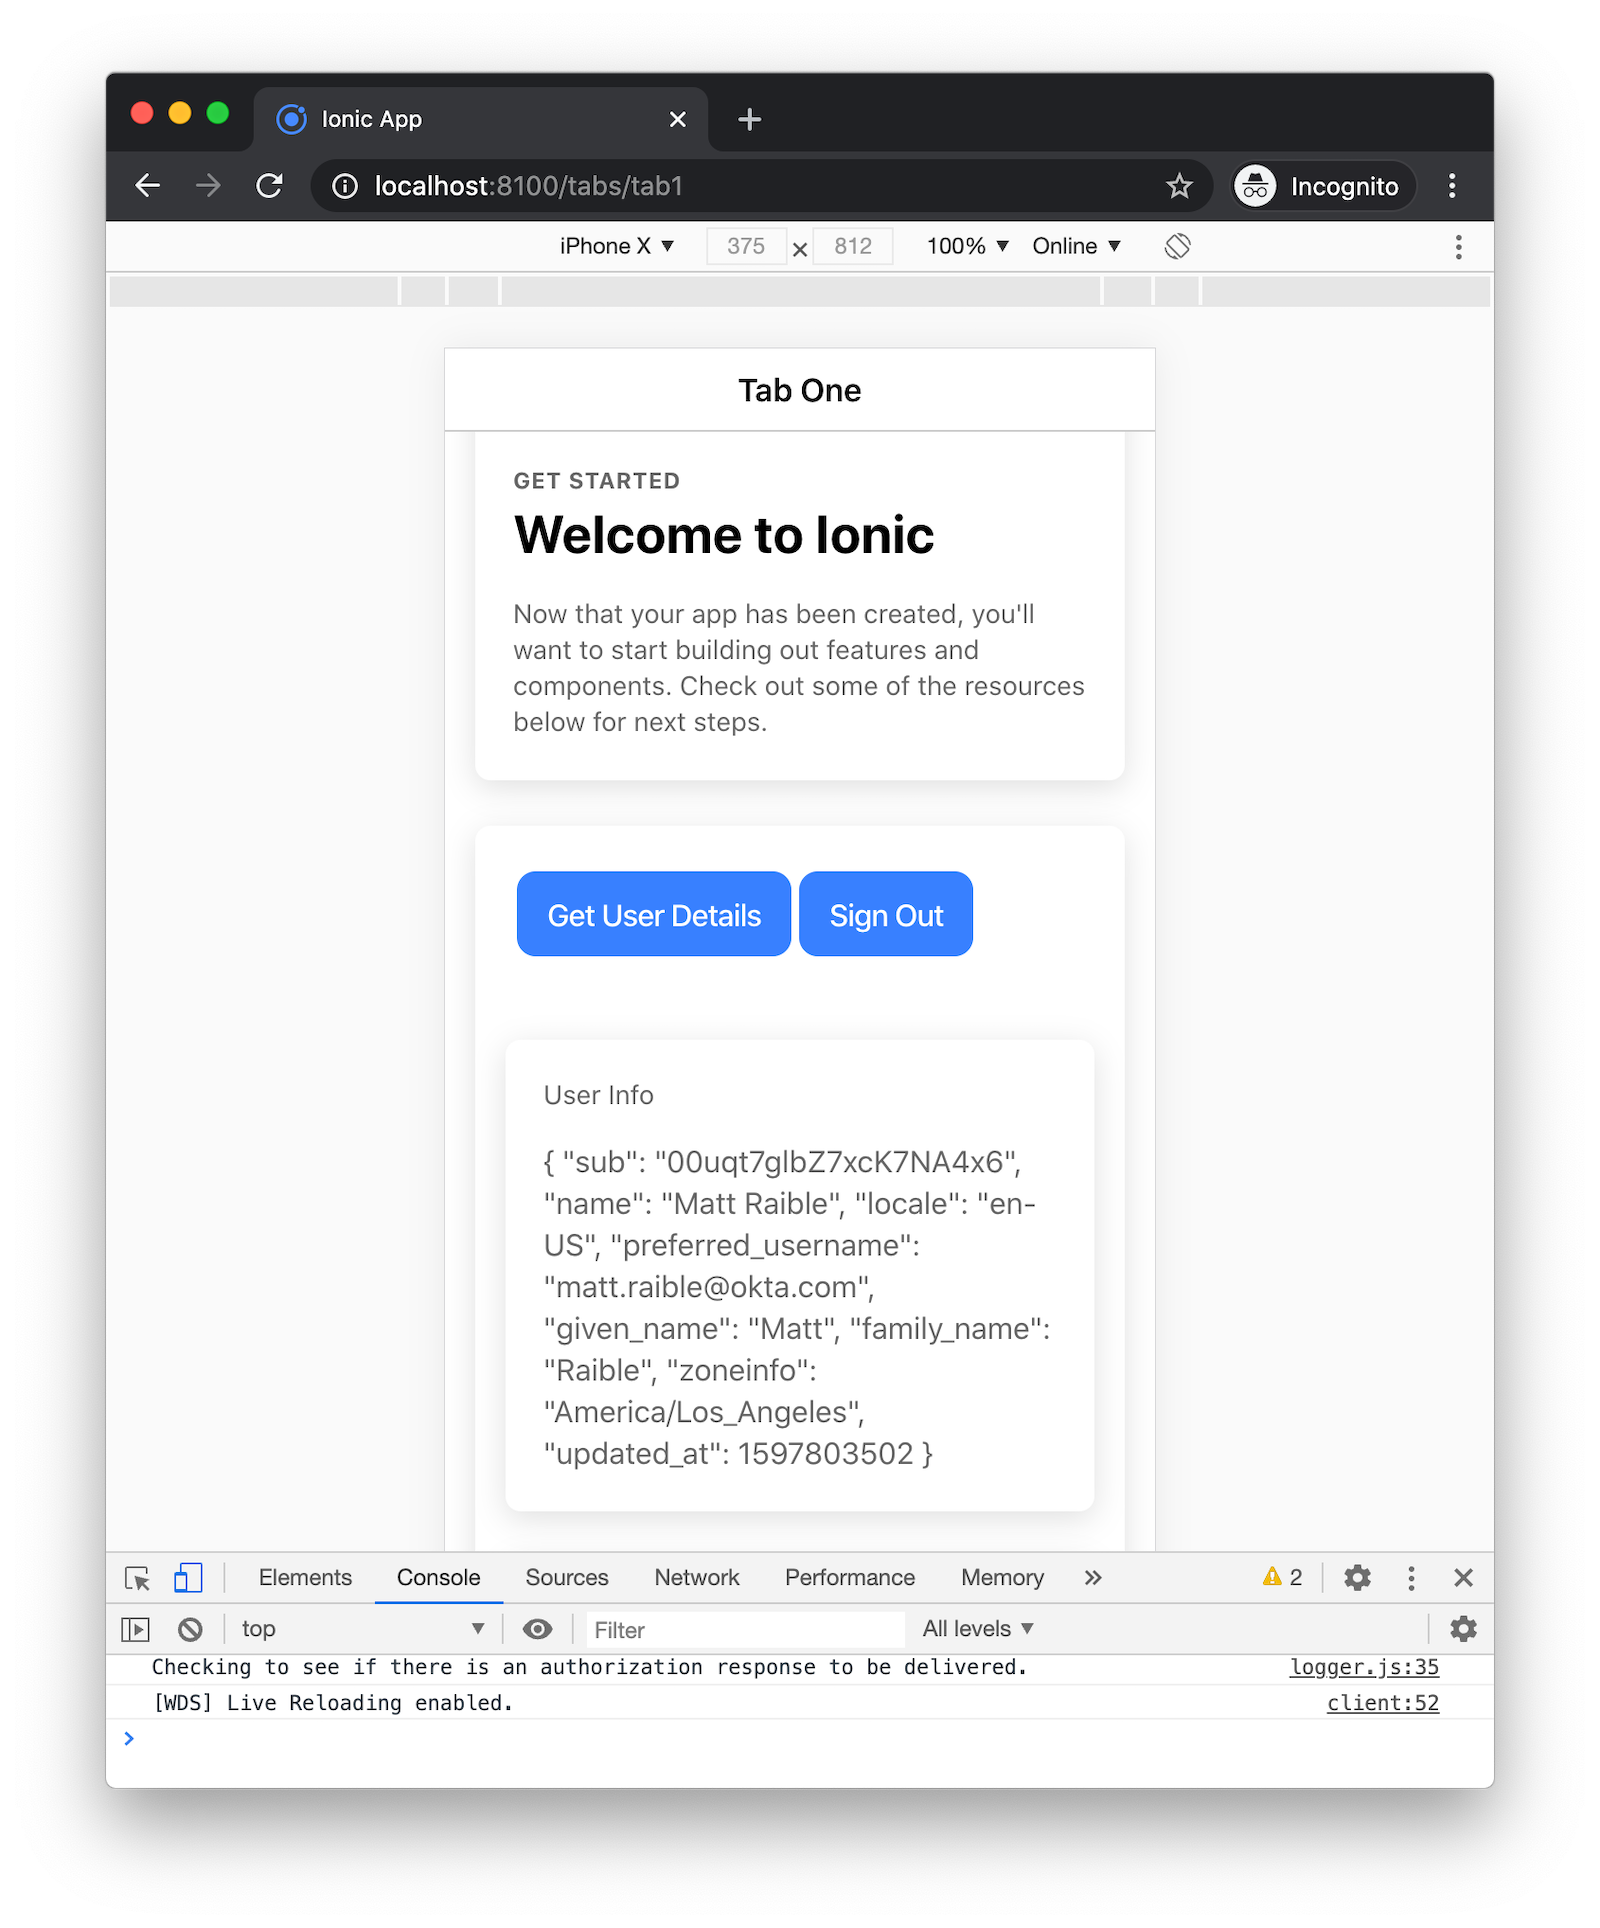 Ionic App
localhost:8100/tabs/tab1
Incognito
iPhone X ▼ 375 × 812 100% ▼ Online ▼
Tab One
GET STARTED
Welcome to Ionic
Now that your app has been created, you'll
want to start building out features and
components. Check out some of the resources
below for next steps.
Get User Details
Sign Out
User Info
{ "sub": "00uqt7glbZ7xcK7NA4x6",
"name": "Matt Raible", "locale": "en-
US", "preferred_username":
"matt.raible@okta.com",
"given_name": "Matt", "family_name":
"Raible", "zoneinfo":
"America/Los_Angeles",
"updated_at": 1597803502 }
Elements Console Sources Network Performance Memory » 2
top ▼ Filter All levels ▼
Checking to see if there is an authorization response to be delivered. logger.js:35
[WDS] Live Reloading enabled. client:52